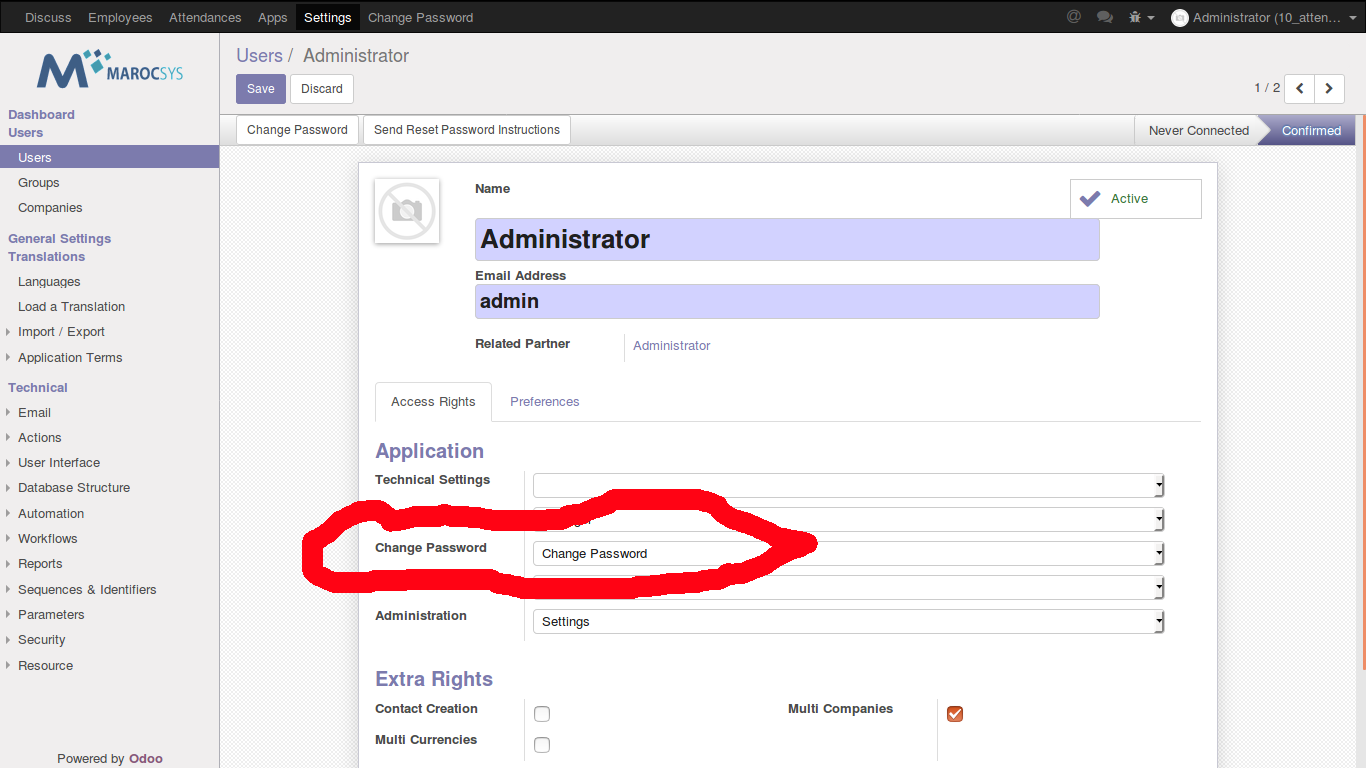 Discuss Employees Attendances Apps Settings Change Password @ Administrator (10_atten...
MAROCSYS
Users / Administrator
Save Discard 1 / 2
Dashboard
Users
Users
Groups
Companies
General Settings
Translations
Languages
Load a Translation
Import / Export
Application Terms
Technical
Email
Actions
User Interface
Database Structure
Automation
Workflows
Reports
Sequences & Identifiers
Parameters
Security
Resource
Powered by Odoo
Change Password Send Reset Password Instructions Never Connected Confirmed
Name
Active
Administrator
Email Address
admin
Related Partner Administrator
Access Rights Preferences
Application
Technical Settings
Change Password Change Password
Administration Settings
Extra Rights
Contact Creation Multi Companies
Multi Currencies